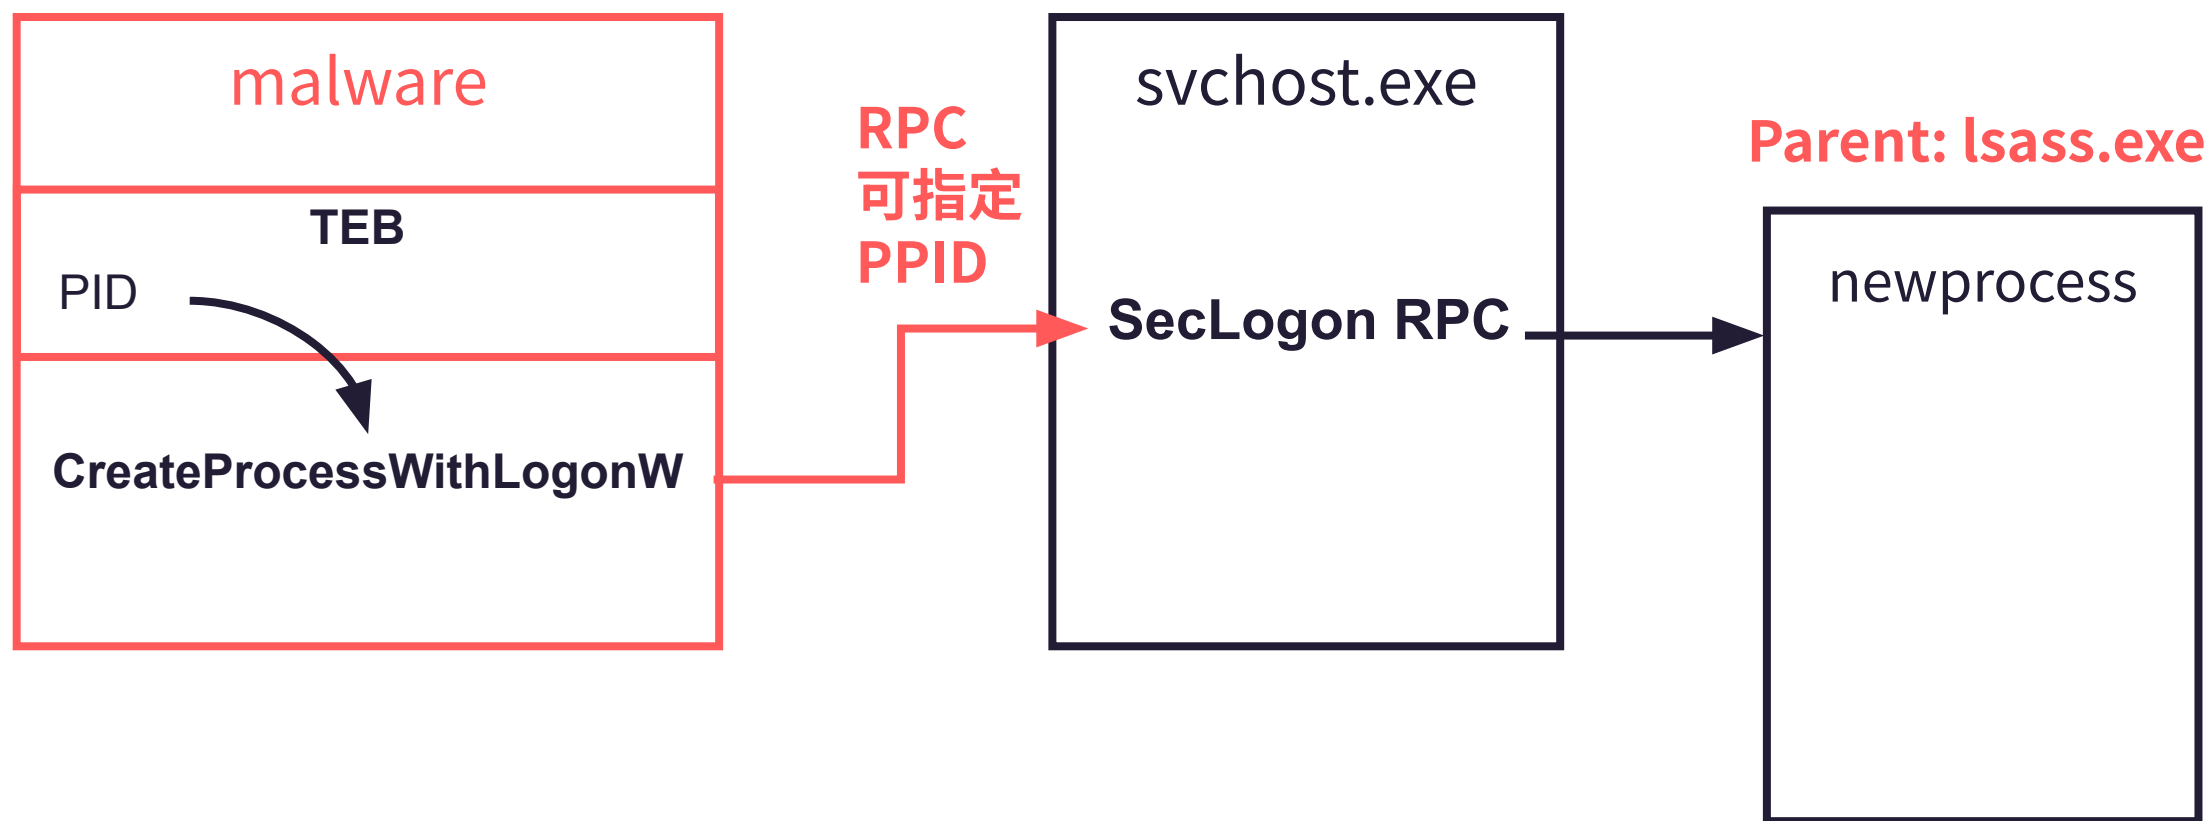 malware
TEB
PID
CreateProcessWithLogonW
RPC
可指定
PPID
svchost.exe
SecLogon RPC
Parent: lsass.exe
newprocess